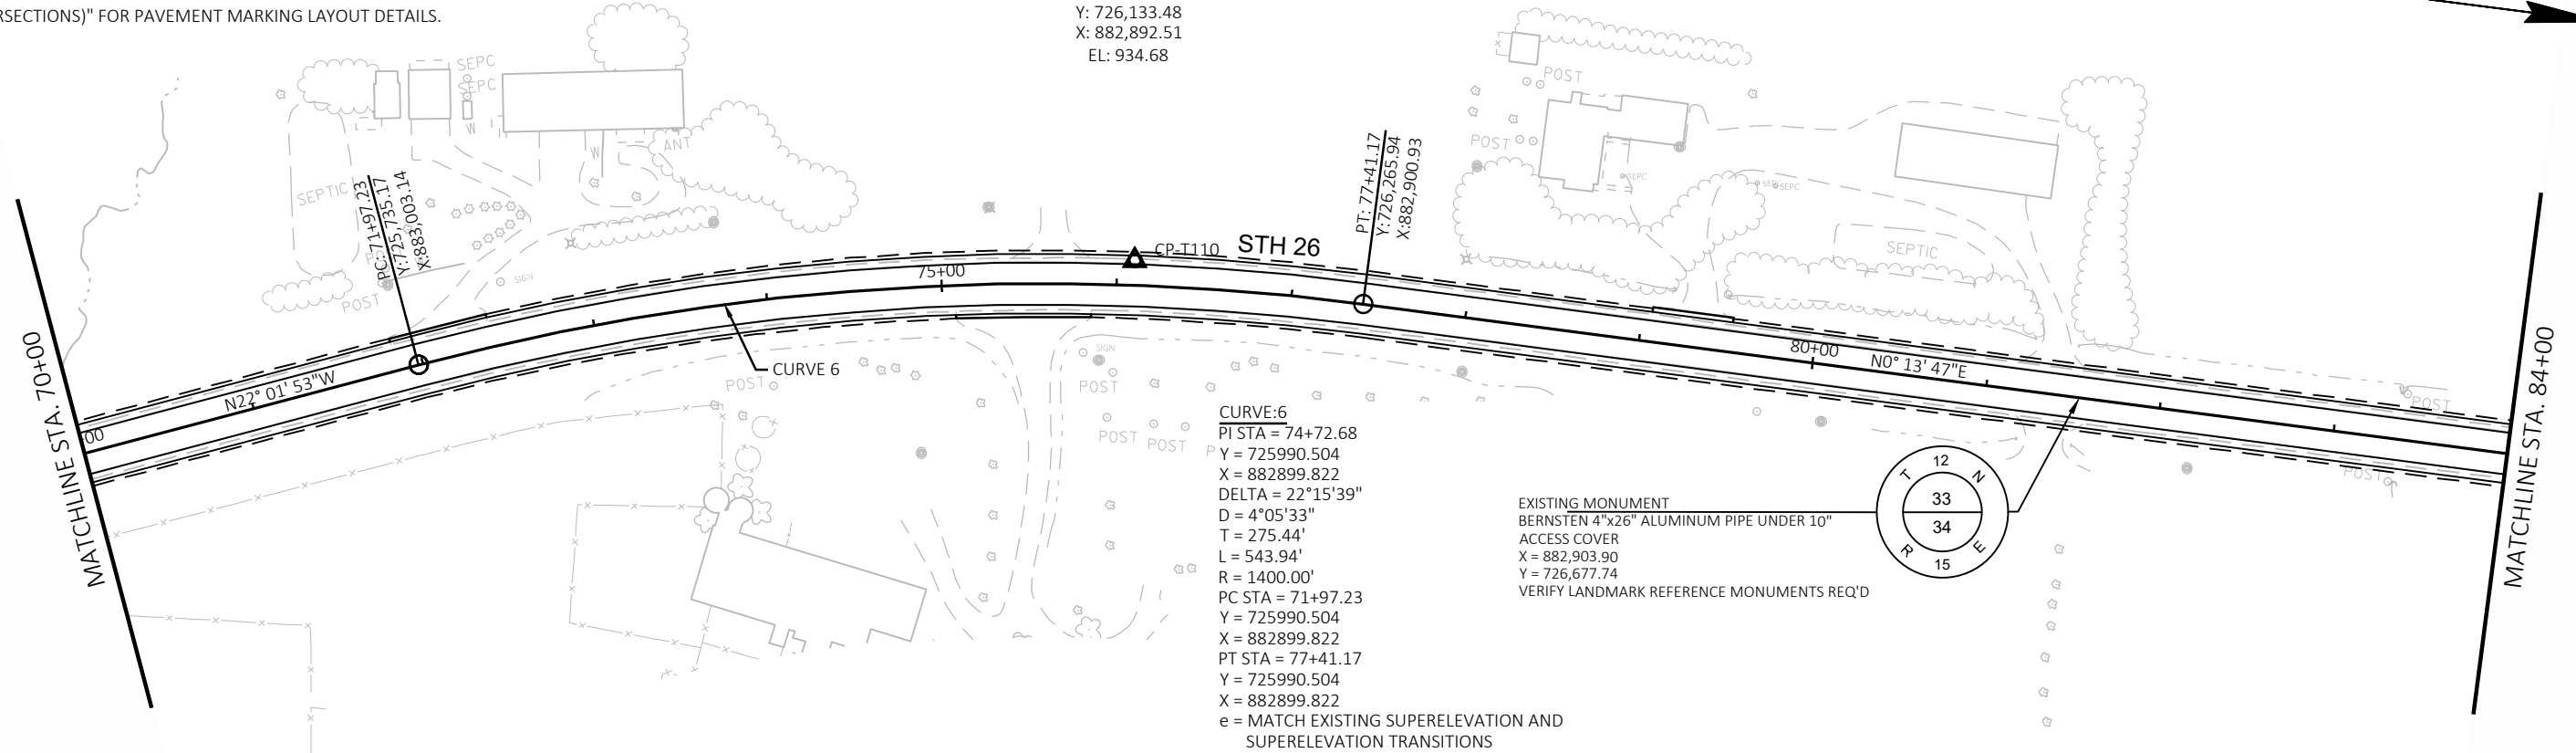 RSECTIONS)" FOR PAVEMENT MARKING LAYOUT DETAILS.
Y: 726,133.48
X: 882,892.51
EL: 934.68
SEPC
SEPC
W
W
ANT
SEPTIC
POST
SIGN
PC: 71+97.23
Y:725,735.17
X:883,003.14
75+00
CP-T110
STH 26
PT: 77+41.17
Y:726,265.94
X:882,900.93
POST
POST
SEPC
SEPC
SEPC
SEPTIC
MATCHLINE STA. 70+00
00
N22° 01' 53"W
CURVE 6
POST
SIGN
POST
POST
POST
P
80+00
N0° 13' 47"E
POST
POST
MATCHLINE STA. 84+00
CURVE:6
PI STA = 74+72.68
Y = 725990.504
X = 882899.822
DELTA = 22°15'39"
D = 4°05'33"
T = 275.44'
L = 543.94'
R = 1400.00'
PC STA = 71+97.23
Y = 725990.504
X = 882899.822
PT STA = 77+41.17
Y = 725990.504
X = 882899.822
e = MATCH EXISTING SUPERELEVATION AND
SUPERELEVATION TRANSITIONS
EXISTING MONUMENT
BERNSTEN 4"x26" ALUMINUM PIPE UNDER 10"
ACCESS COVER
X = 882,903.90
Y = 726,677.74
VERIFY LANDMARK REFERENCE MONUMENTS REQ'D
T 12 N
33
34
R 15 E